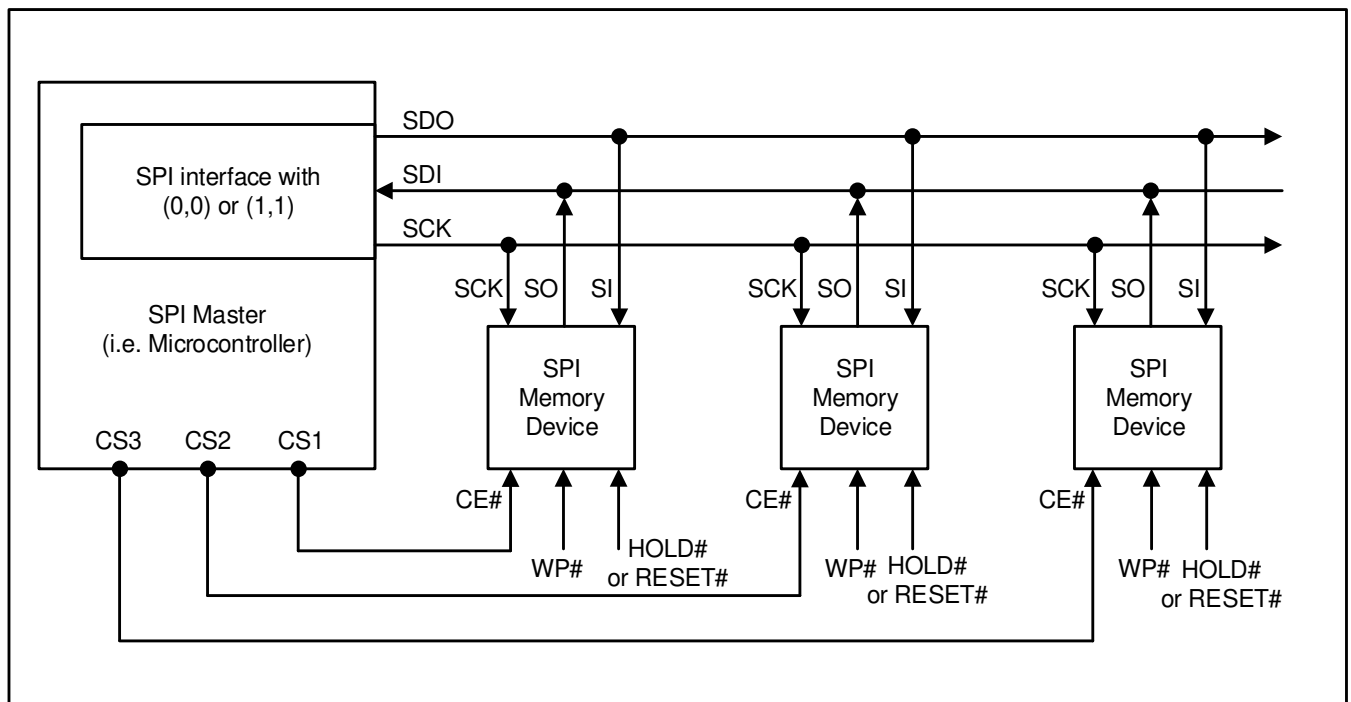 SDO
SPI interface with
(0,0) or (1,1)
SDI
SCK
SPI Master
(i.e. Microcontroller)
SCK SO SI
SCK SO SI
SCK SO SI
SPI
Memory
Device
SPI
Memory
Device
SPI
Memory
Device
CS3 CS2 CS1
CE#
WP#
HOLD#
or RESET#
CE#
WP#
HOLD#
or RESET#
CE#
WP#
HOLD#
or RESET#